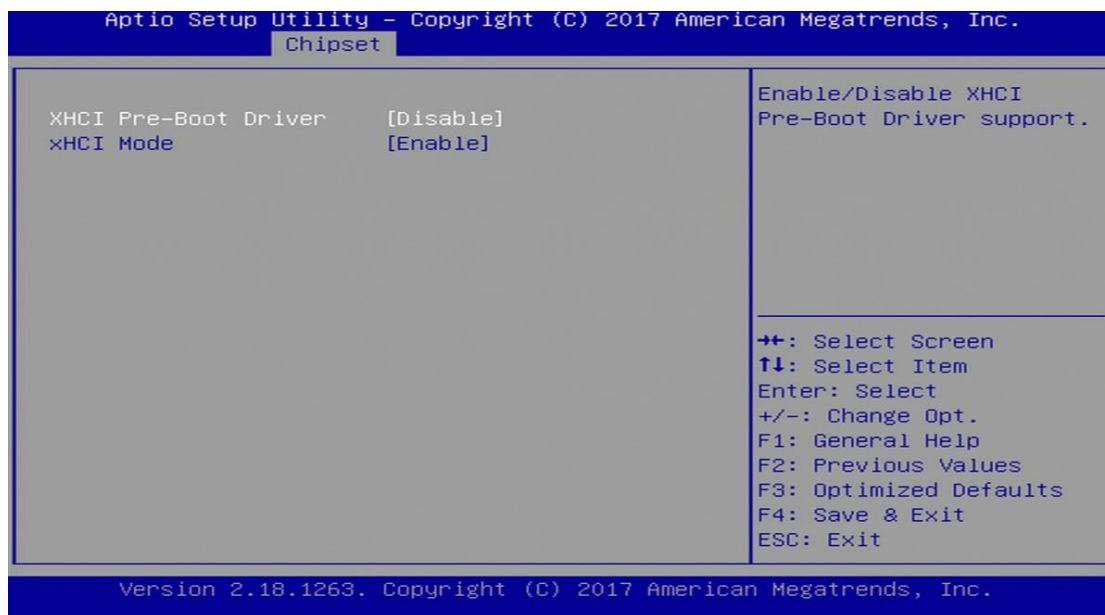 Aptio Setup Utility – Copyright (C) 2017 American Megatrends, Inc.
Chipset
XHCI Pre-Boot Driver [Disable]
xHCI Mode [Enable]
Enable/Disable XHCI
Pre-Boot Driver support.
→←: Select Screen
↑↓: Select Item
Enter: Select
+/-: Change Opt.
F1: General Help
F2: Previous Values
F3: Optimized Defaults
F4: Save & Exit
ESC: Exit
Version 2.18.1263. Copyright (C) 2017 American Megatrends, Inc.